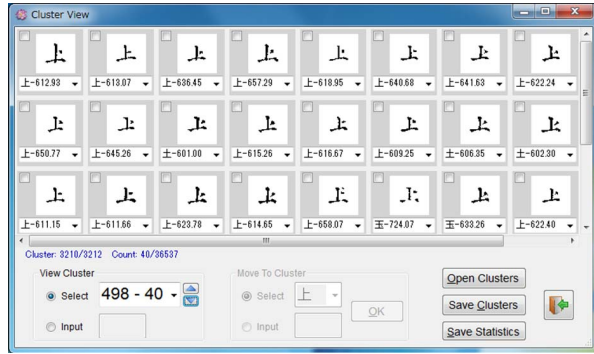 Cluster View
上 上 上 上 上 上 上 上
上-612.93 上-613.07 上-636.45 上-657.29 上-618.95 上-640.68 上-641.63 上-622.24
上 上 上 上 上 上 上 上
上-650.77 上-645.26 土-601.00 上-615.26 上-616.67 上-609.25 土-606.35 土-602.30
上 上 上 上 上 上 上 上
上-611.15 上-611.66 上-623.78 上-614.65 上-658.07 玉-724.07 玉-633.26 上-622.40
Cluster: 3210/3212 Count: 40/36537
View Cluster
Select 498 - 40
Input
Move To Cluster
Select 上
Input
OK
Open Clusters
Save Clusters
Save Statistics